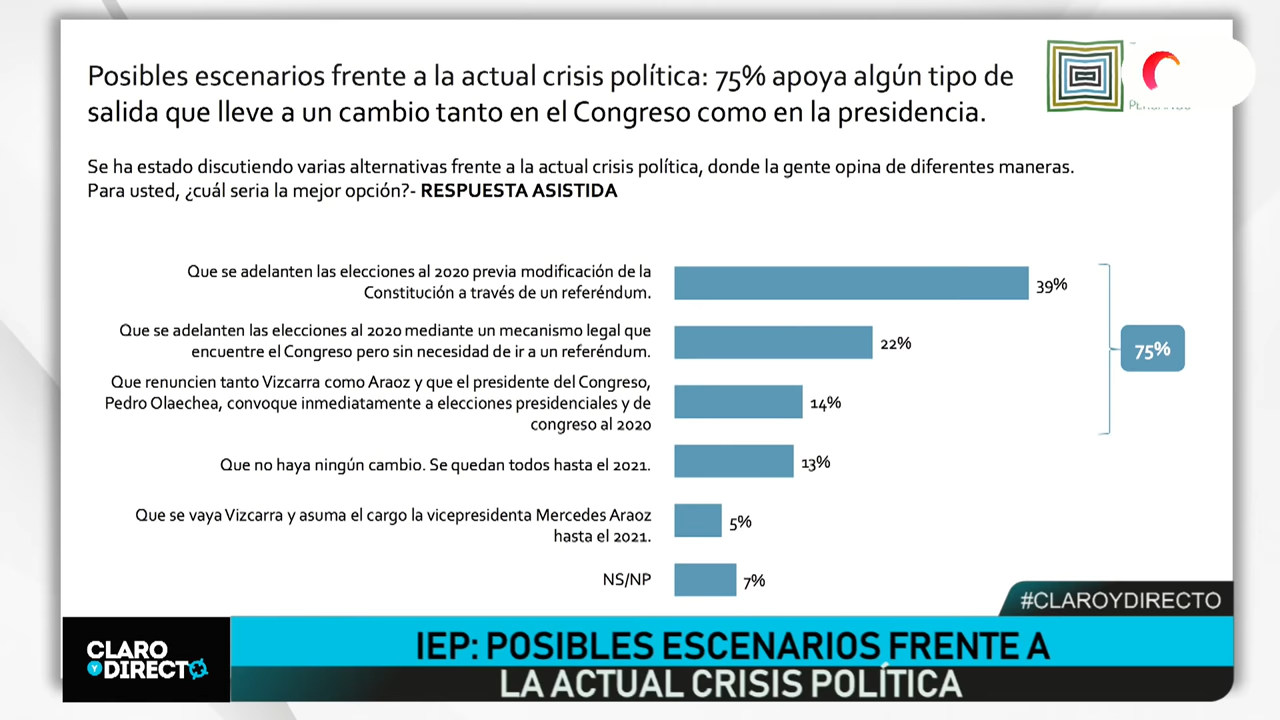 Posibles escenarios frente a la actual crisis política: 75% apoya algún tipo de
salida que lleve a un cambio tanto en el Congreso como en la presidencia.
Se ha estado discutiendo varias alternativas frente a la actual crisis política, donde la gente opina de diferentes maneras.
Para usted, ¿cuál seria la mejor opción?- RESPUESTA ASISTIDA
Que se adelanten las elecciones al 2020 previa modificación de la
Constitución a través de un referéndum.
39%
Que se adelanten las elecciones al 2020 mediante un mecanismo legal que
encuentre el Congreso pero sin necesidad de ir a un referéndum.
22%
75%
Que renuncien tanto Vizcarra como Araoz y que el presidente del Congreso,
Pedro Olaechea, convoque inmediatamente a elecciones presidenciales y de
congreso al 2020
14%
Que no haya ningún cambio. Se quedan todos hasta el 2021.
13%
Que se vaya Vizcarra y asuma el cargo la vicepresidenta Mercedes Araoz
hasta el 2021.
5%
NS/NP
7%
#CLAROYDIRECTO
CLARO
Y DIRECTO
IEP: POSIBLES ESCENARIOS FRENTE A
LA ACTUAL CRISIS POLÍTICA